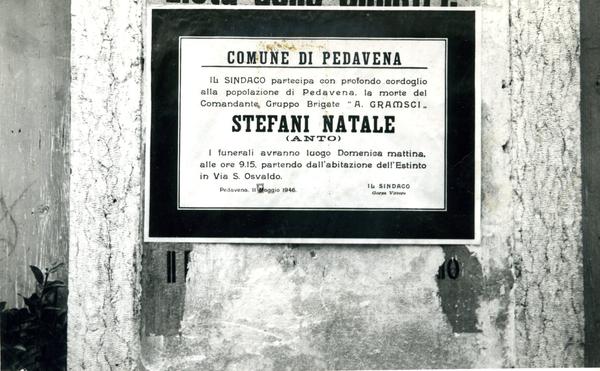 COMUNE DI PEDAVENA
IL SINDACO partecipa con profondo cordoglio
alla popolazione di Pedavena, la morte del
Comandante Gruppo Brigate "A. GRAMSCI„
STEFANI NATALE
(ANTO)
I funerali avranno luogo Domenica mattina,
alle ore 9.15, partendo dall'abitazione dell'Estinto
in Via S. Osvaldo.
Pedavena, 11 Maggio 1946.
IL SINDACO